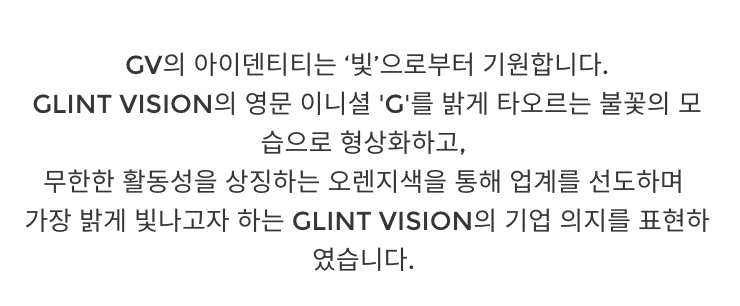 GV의 아이덴티티는 ‘빛’으로부터 기원합니다.
GLINT VISION의 영문 이니셜 'G'를 밝게 타오르는 불꽃의 모
습으로 형상화하고,
무한한 활동성을 상징하는 오렌지색을 통해 업계를 선도하며
가장 밝게 빛나고자 하는 GLINT VISION의 기업 의지를 표현하
였습니다.